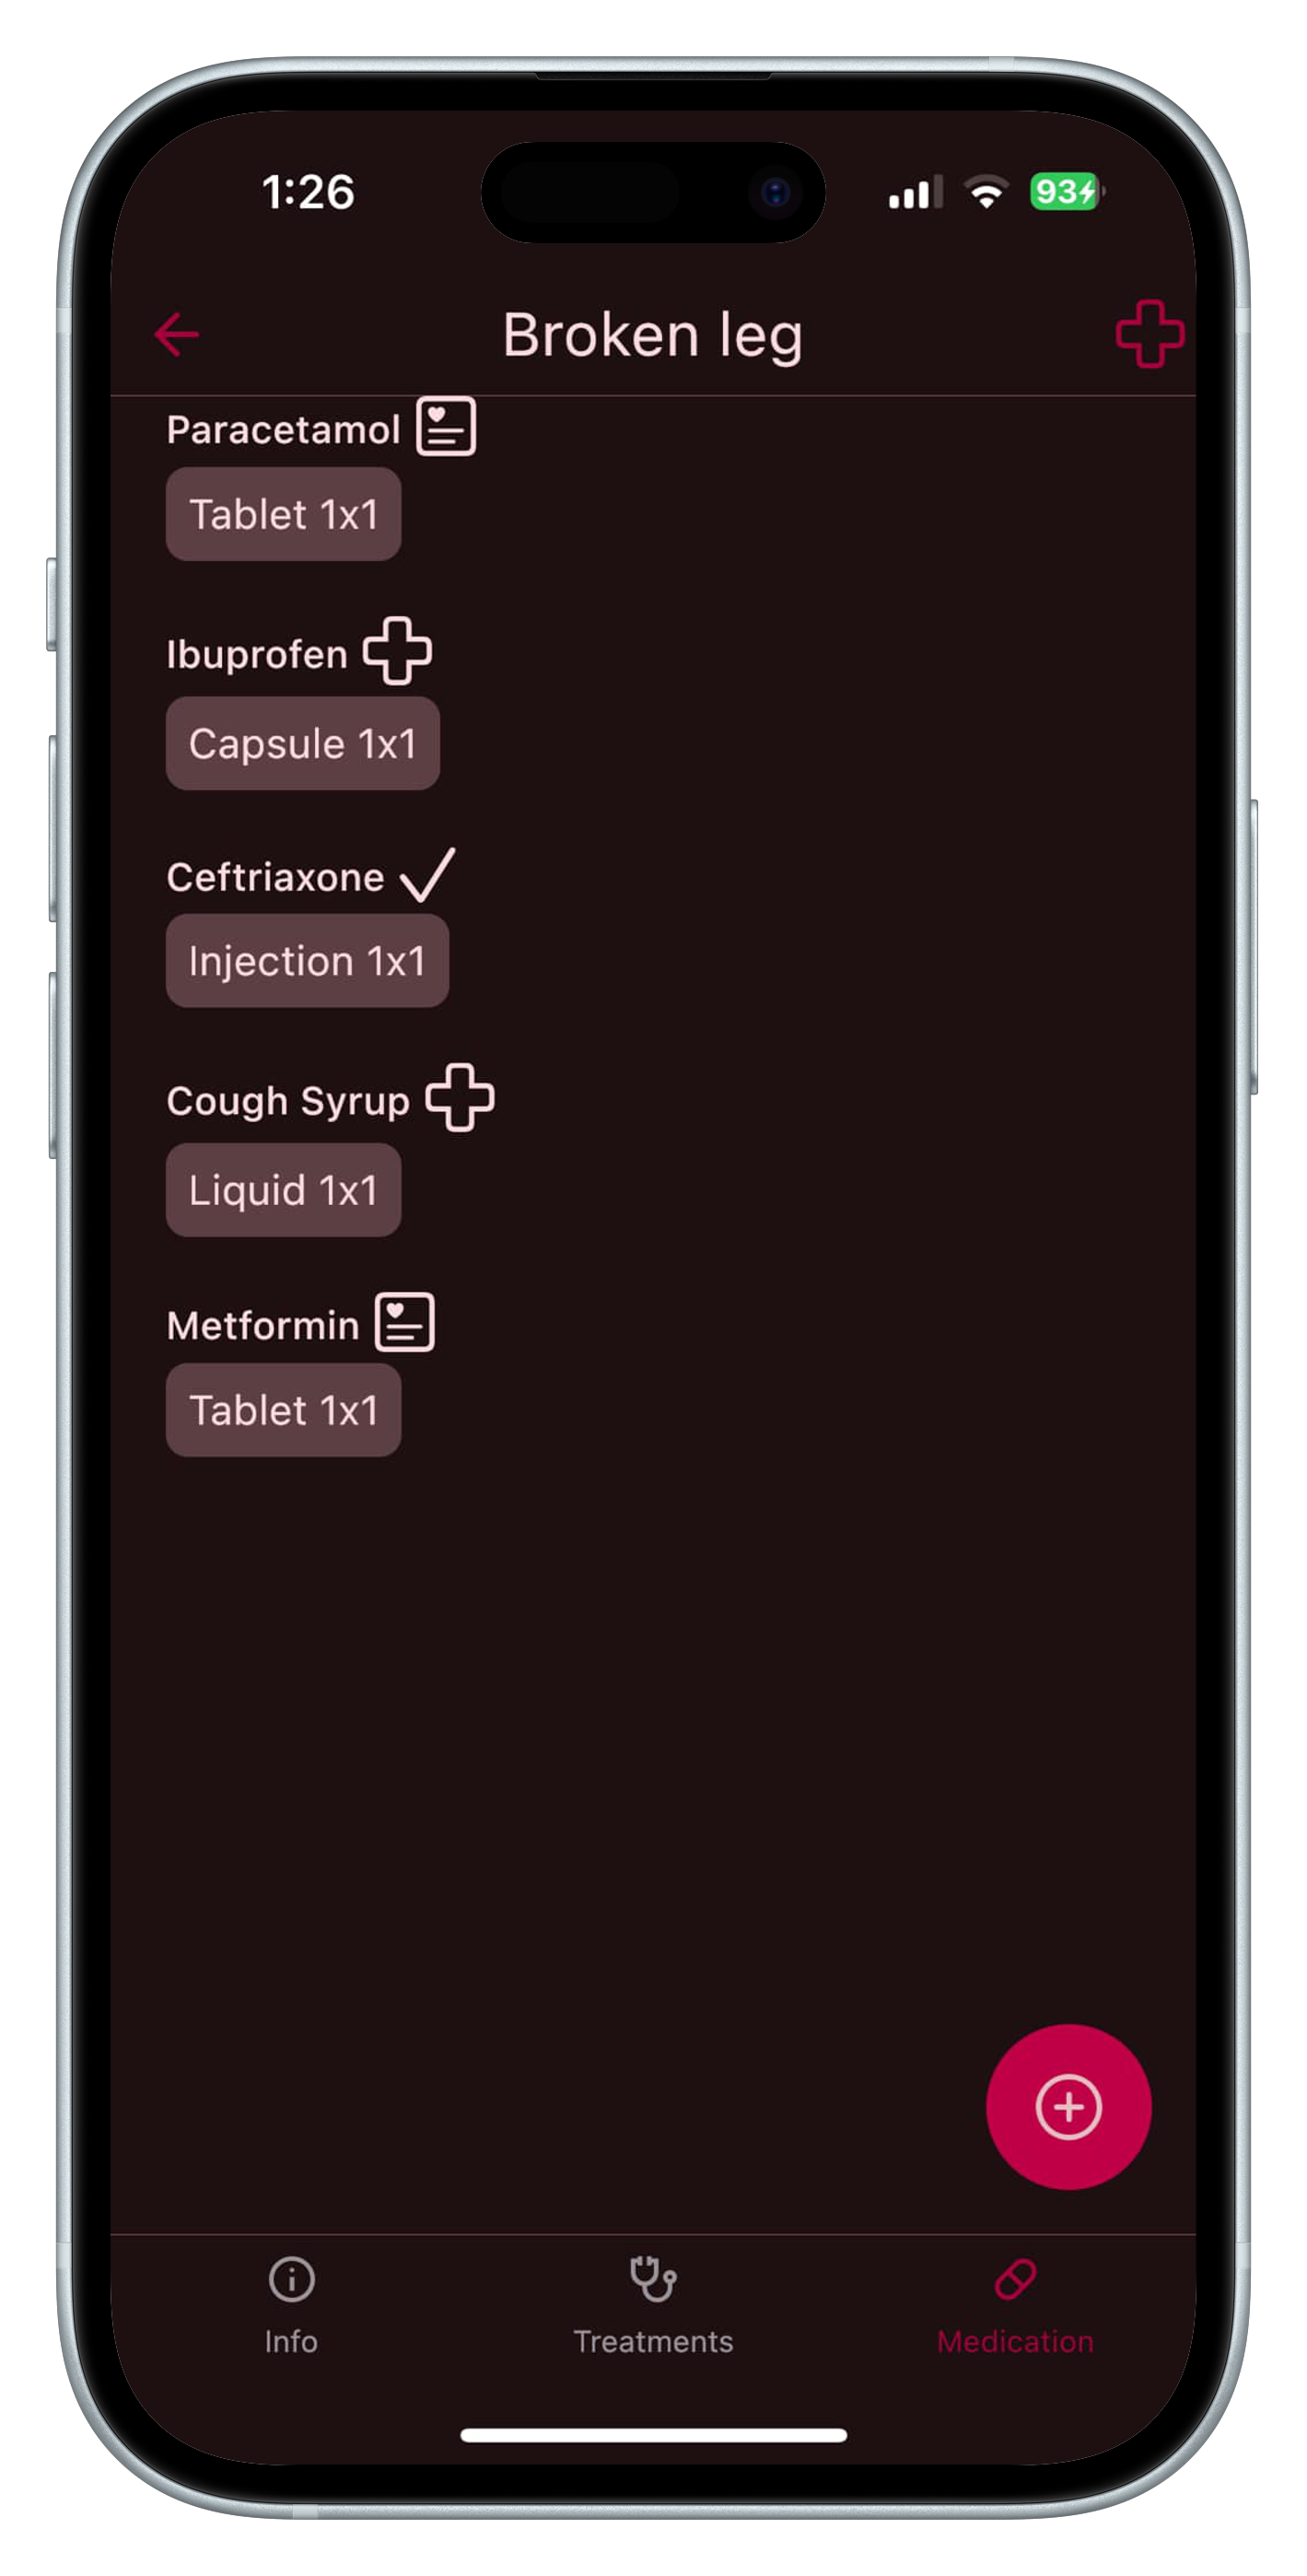 1:26
93
Broken leg
Paracetamol
Tablet 1x1
Ibuprofen
Capsule 1x1
Ceftriaxone
Injection 1x1
Cough Syrup
Liquid 1x1
Metformin
Tablet 1x1
Info
Treatments
Medication